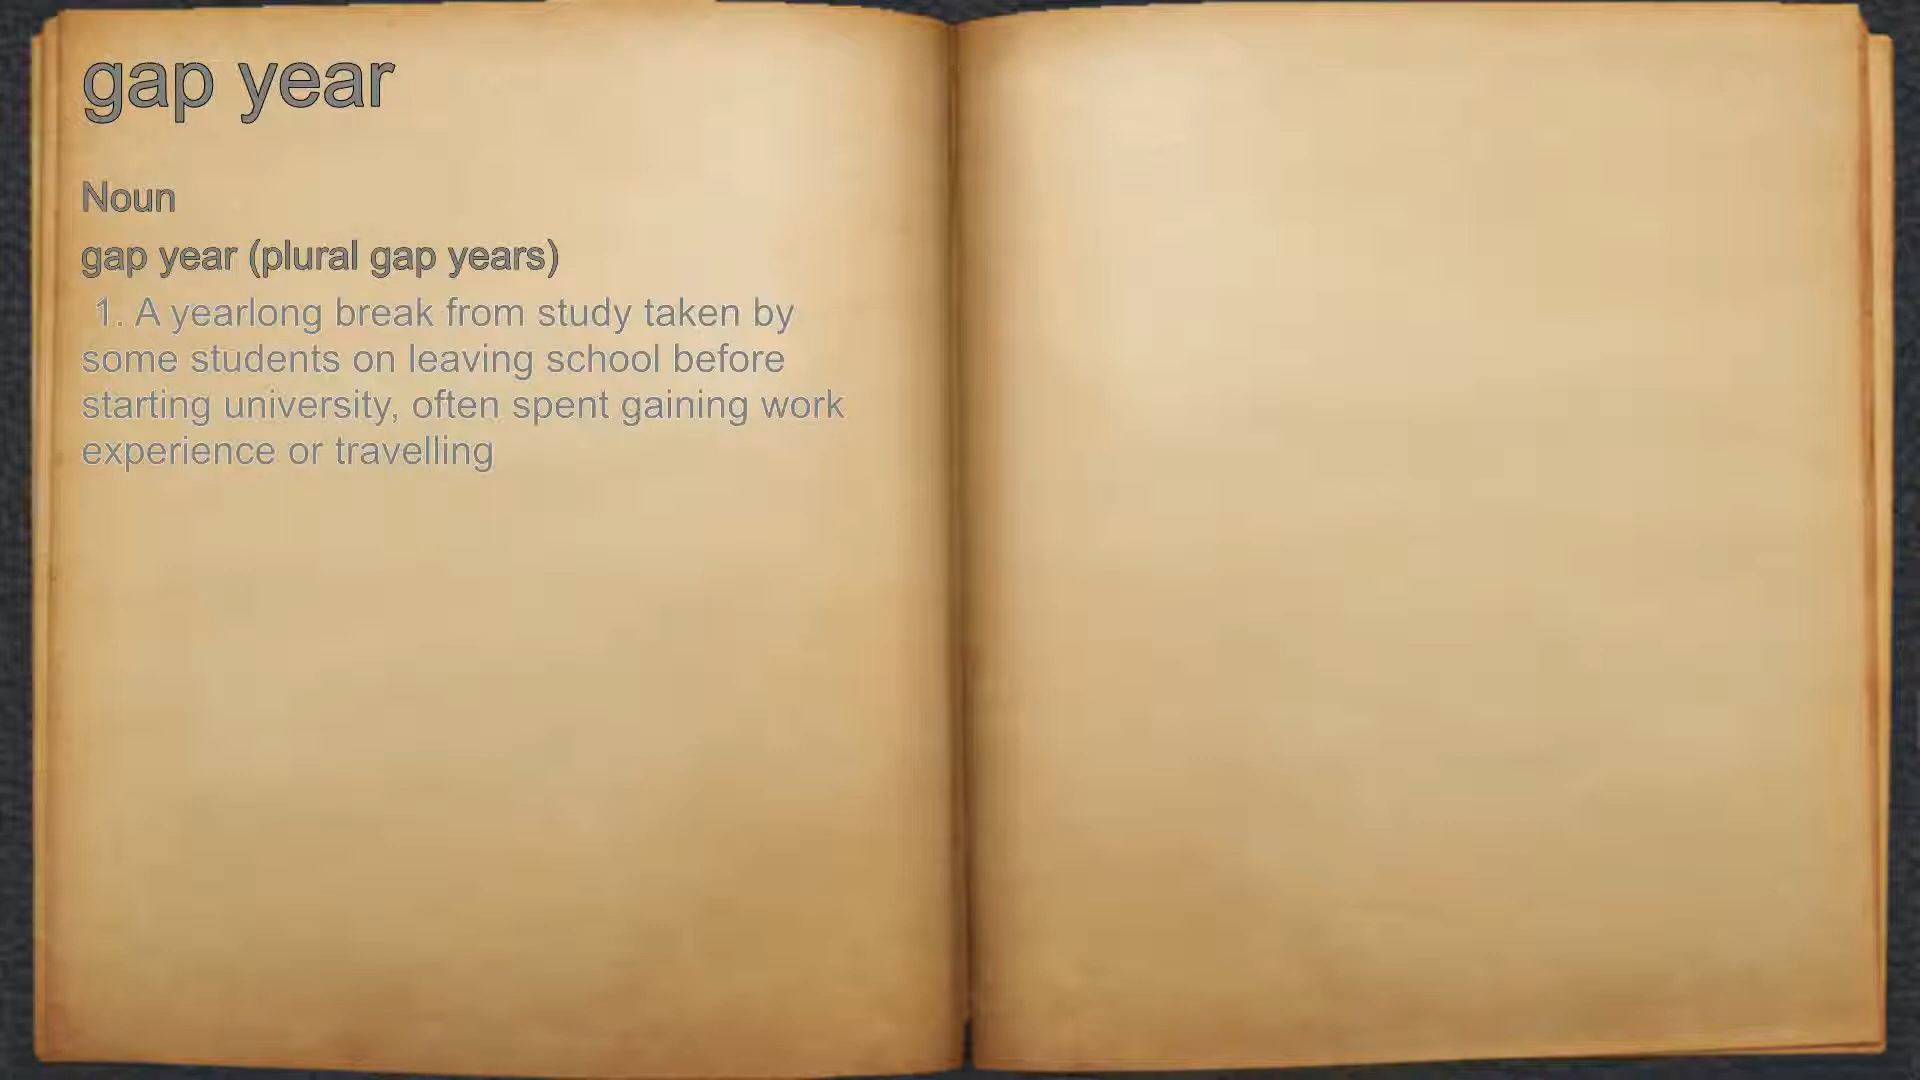 gap year
Noun
gap year (plural gap years)
1. A yearlong break from study taken by
some students on leaving school before
starting university, often spent gaining work
experience or travelling